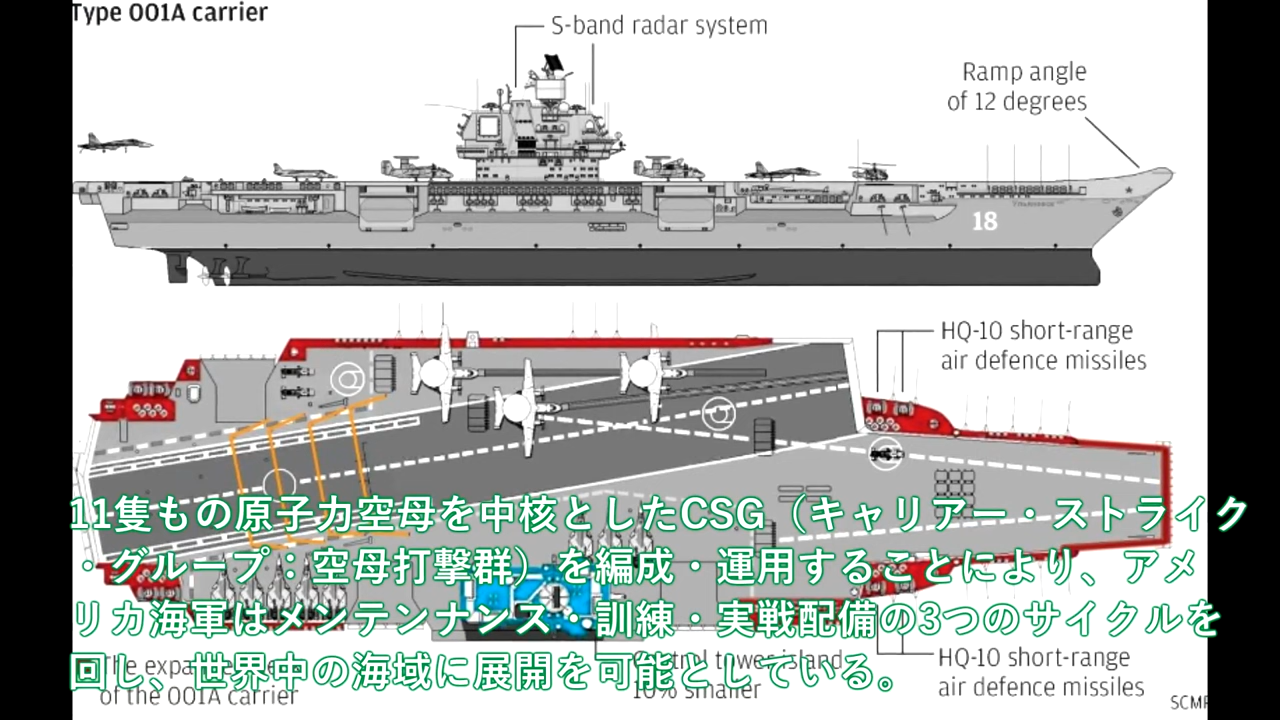 Type 001A carrier
S-band radar system
Ramp angle
of 12 degrees
18
HQ-10 short-range
air defence missiles
11隻もの原子力空母を中核としたCSG（キャリアー・ストライク
・グループ：空母打撃群）を編成・運用することにより、アメ
リカ海軍はメンテンナンス・訓練・実戦配備の3つのサイクルを
回し、世界中の海域に展開を可能としている。
The
of the 001A carrier
Control tower island
10% smaller
HQ-10 short-range
air defence missiles
SCMP